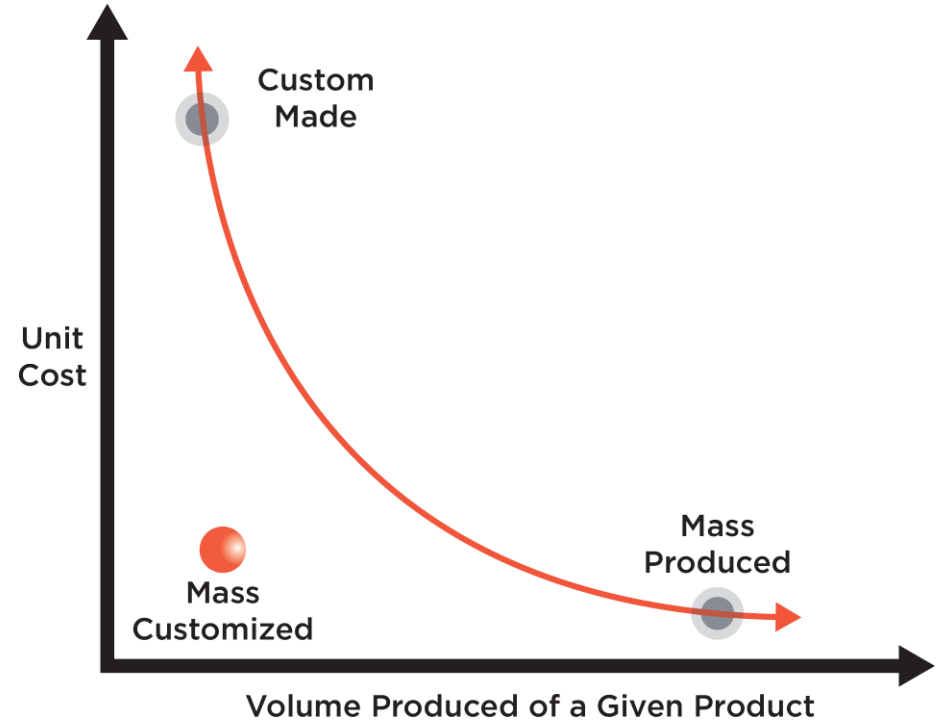 Custom
Made
Unit
Cost
Mass
Produced
Mass
Customized
Volume Produced of a Given Product